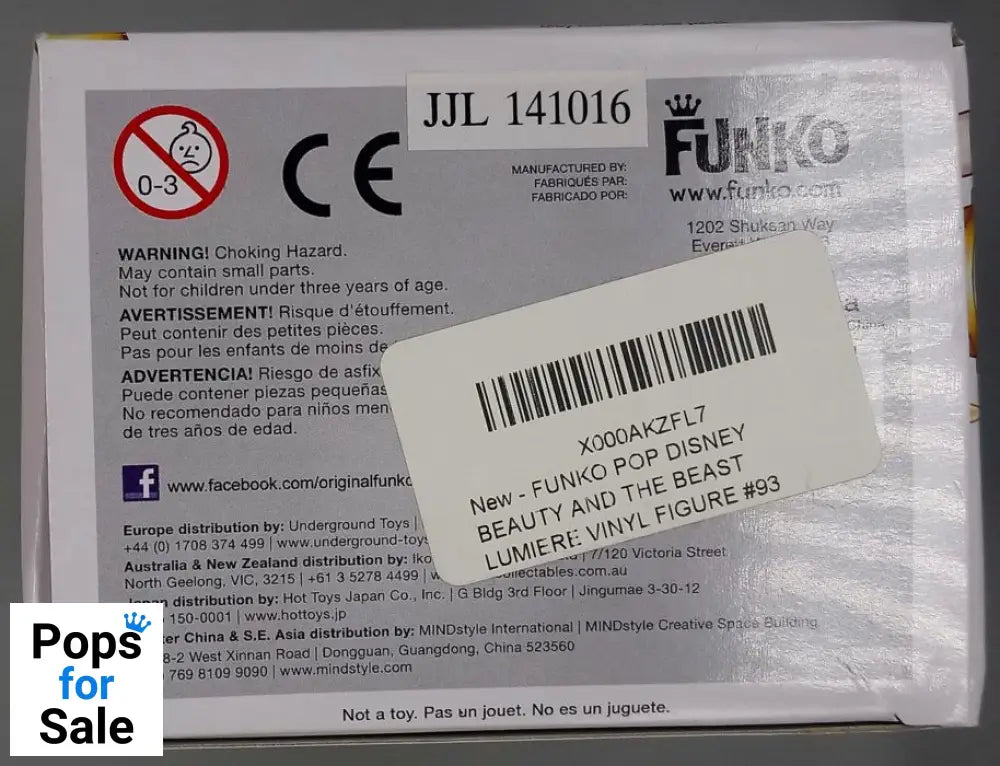 JJL 141016
0-3
CE
MANUFACTURED BY:
FABRIQUÉS PAR:
FABRICADO POR:
FUNKO
www.funko.com
1202 Shuksan Way
WARNING! Choking Hazard.
May contain small parts.
Not for children under three years of age.
AVERTISSEMENT! Risque d'étouffement.
Peut contenir des petites pièces.
Pas pour les enfants de moins de
ADVERTENCIA! Riesgo de
Puede contener piezas pequeñas
No recomendado para niños
de tres años de edad.
China
X000AKZFL7
New - FUNKO POP DISNEY
BEAUTY AND THE BEAST
LUMIERE VINYL FIGURE #93
f
www.facebook.com/originalfunko
Europe distribution by: Underground Toys |
+44 (0) 1708 374 499 | www.underground-toys
Australia & New Zealand distribution by: | 7/120 Victoria Street
North Geelong, VIC, 3215 | +61 3 5278 4499 |
distribution by: Hot Toys Japan Co., Inc. | G Bldg 3rd Floor | Jingumae 3-30-12
150-0001 | www.hottoys.jp
China & S.E. Asia distribution by: MINDstyle International | MINDstyle Creative Space Building
8-2 West Xinnan Road | Dongguan, Guangdong, China 523560
769 8109 9090 | www.mindstyle.com
Not a toy. Pas un jouet. No es un juguete.
Pops
for
Sale